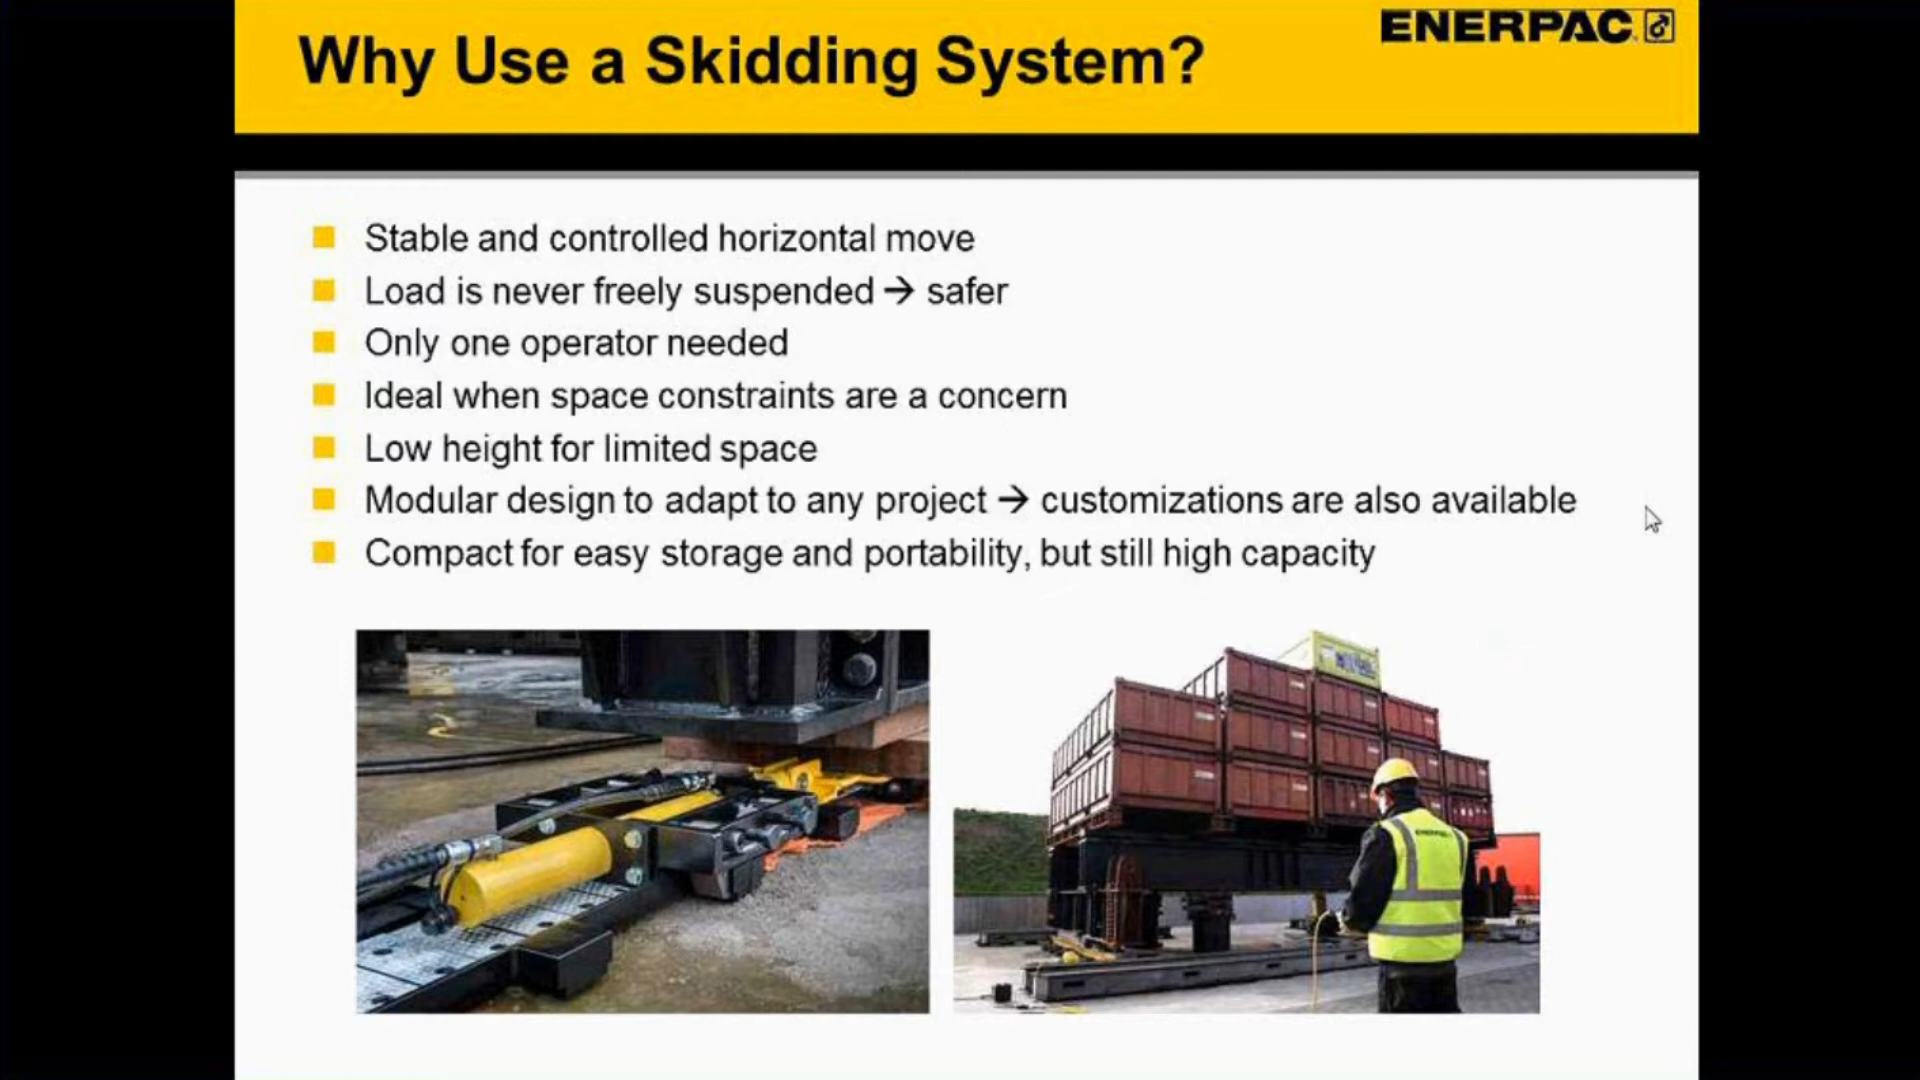 ENERPAC
Why Use a Skidding System?
Stable and controlled horizontal move
Load is never freely suspended → safer
Only one operator needed
Ideal when space constraints are a concern
Low height for limited space
Modular design to adapt to any project → customizations are also available
Compact for easy storage and portability, but still high capacity
ENERPAC